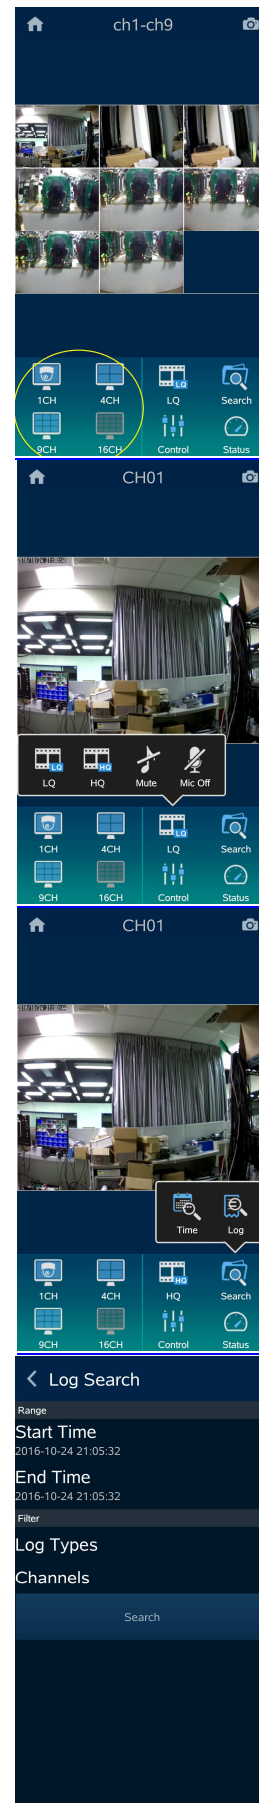 ch1-ch9
1CH 4CH LQ Search
9CH 16CH Control Status
CH01
LQ HQ Mute Mic Off
1CH 4CH LQ Search
9CH 16CH Control Status
CH01
Time Log
1CH 4CH HQ Search
9CH 16CH Control Status
Log Search
Range
Start Time
2016-10-24 21:05:32
End Time
2016-10-24 21:05:32
Filter
Log Types
Channels
Search